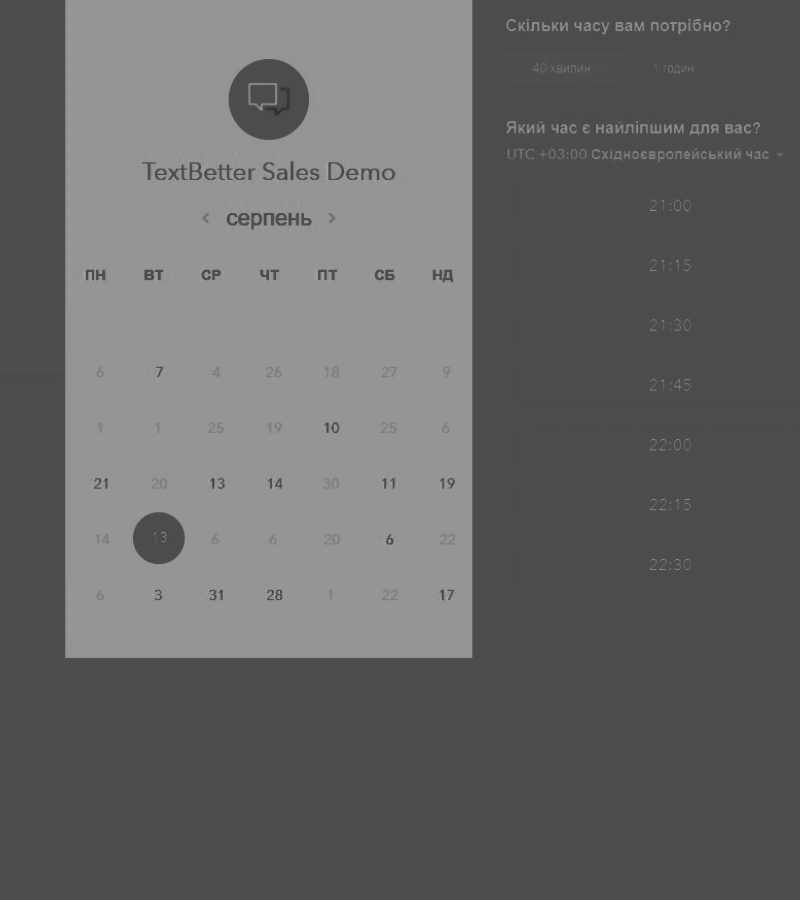 TextBetter Sales Demo
серпень
ПН ВТ СР ЧТ ПТ СБ НД
6 7 4 26 18 27 9
1 1 25 19 10 25 6
21 20 13 14 30 11 19
14 13 6 6 20 6 22
6 3 31 28 1 22 17
Скільки часу вам потрібно?
40 хвилин 1 годин
Який час є найліпшим для вас?
UTC +03:00 Східноєвропейський час
21:00
21:15
21:30
21:45
22:00
22:15
22:30